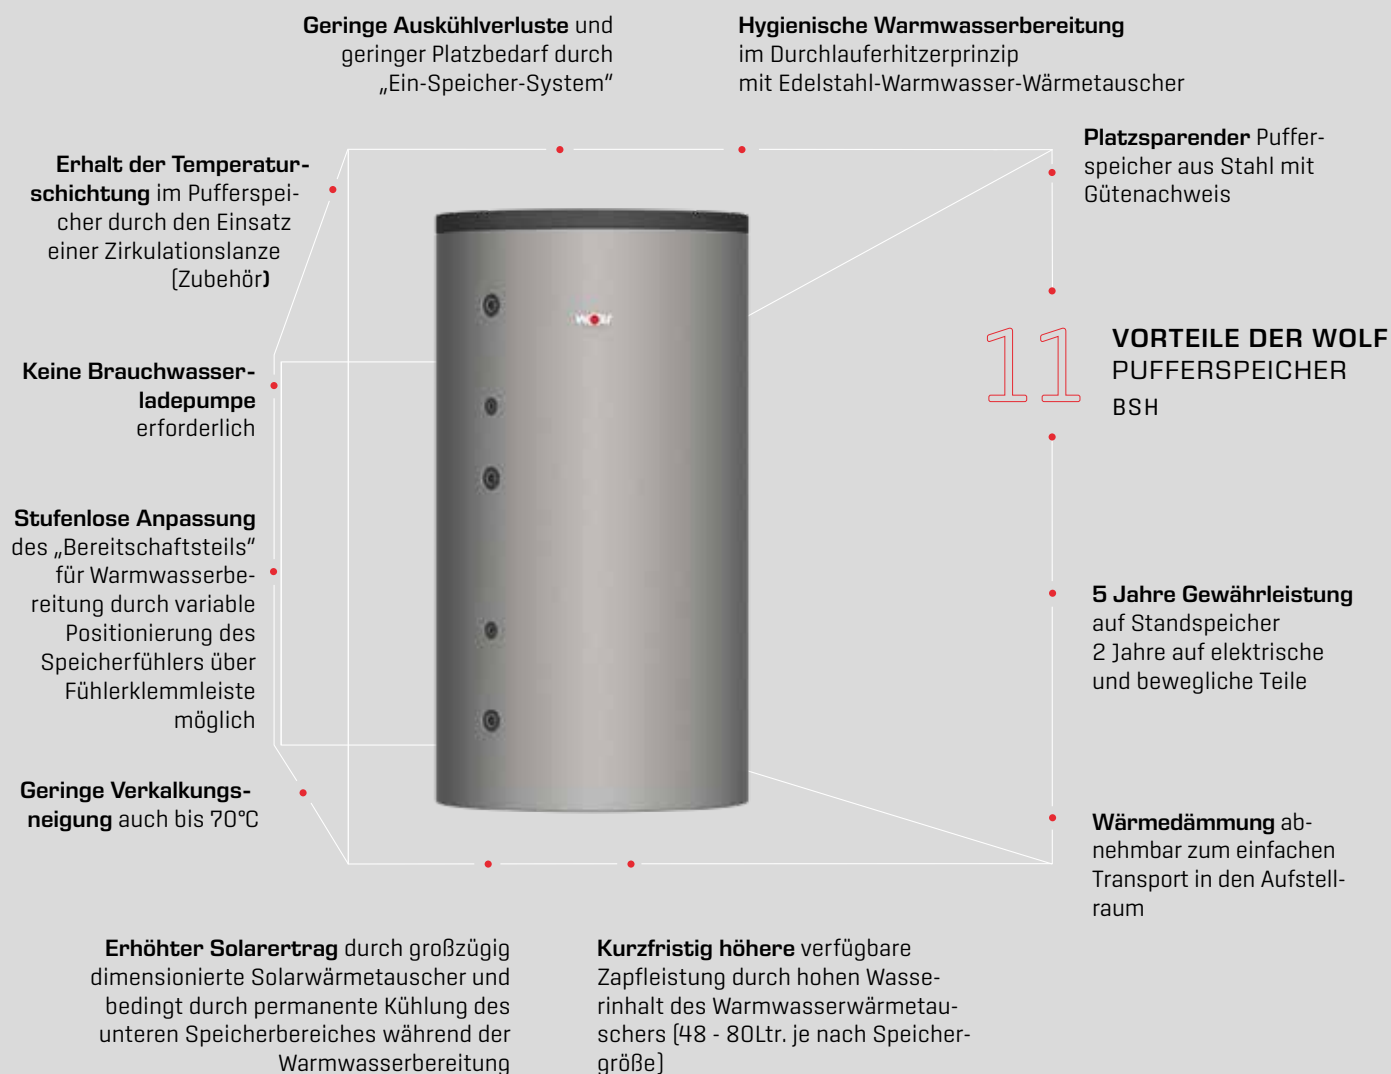 Geringe Auskühlverluste und
geringer Platzbedarf durch
„Ein-Speicher-System“
Hygienische Warmwasserbereitung
im Durchlauferhitzerprinzip
mit Edelstahl-Warmwasser-Wärmetauscher
Platzsparender Puffer-
speicher aus Stahl mit
Gütenachweis
Erhalt der Temperatur-
schichtung im Pufferspei-
cher durch den Einsatz
einer Zirkulationslanze
(Zubehör)
WOLF
11
VORTEILE DER WOLF
PUFFERSPEICHER
BSH
Keine Brauchwasser-
ladepumpe
erforderlich
Stufenlose Anpassung
des „Bereitschaftsteils“
für Warmwasserbe-
reitung durch variable
Positionierung des
Speicherfühlers über
Fühlerklemmleiste
möglich
5 Jahre Gewährleistung
auf Standspeicher
2 Jahre auf elektrische
und bewegliche Teile
Geringe Verkalkungs-
neigung auch bis 70°C
Wärmedämmung ab-
nehmbar zum einfachen
Transport in den Aufstell-
raum
Erhöhter Solarertrag durch großzügig
dimensionierte Solarwärmetauscher und
bedingt durch permanente Kühlung des
unteren Speicherbereiches während der
Warmwasserbereitung
Kurzfristig höhere verfügbare
Zapfleistung durch hohen Wasse-
rinhalt des Warmwasserwärmetau-
schers (48 - 80Ltr. je nach Speicher-
größe)